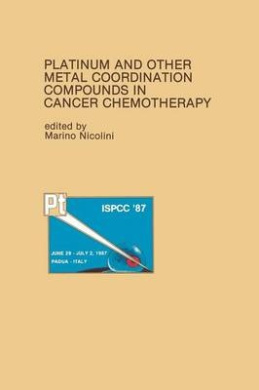 PLATINUM AND OTHER
METAL COORDINATION
COMPOUNDS IN
CANCER CHEMOTHERAPY
edited by
Marino Nicolini
Pt
ISPCC '87
JUNE 29 - JULY 2, 1987
PADUA - ITALY